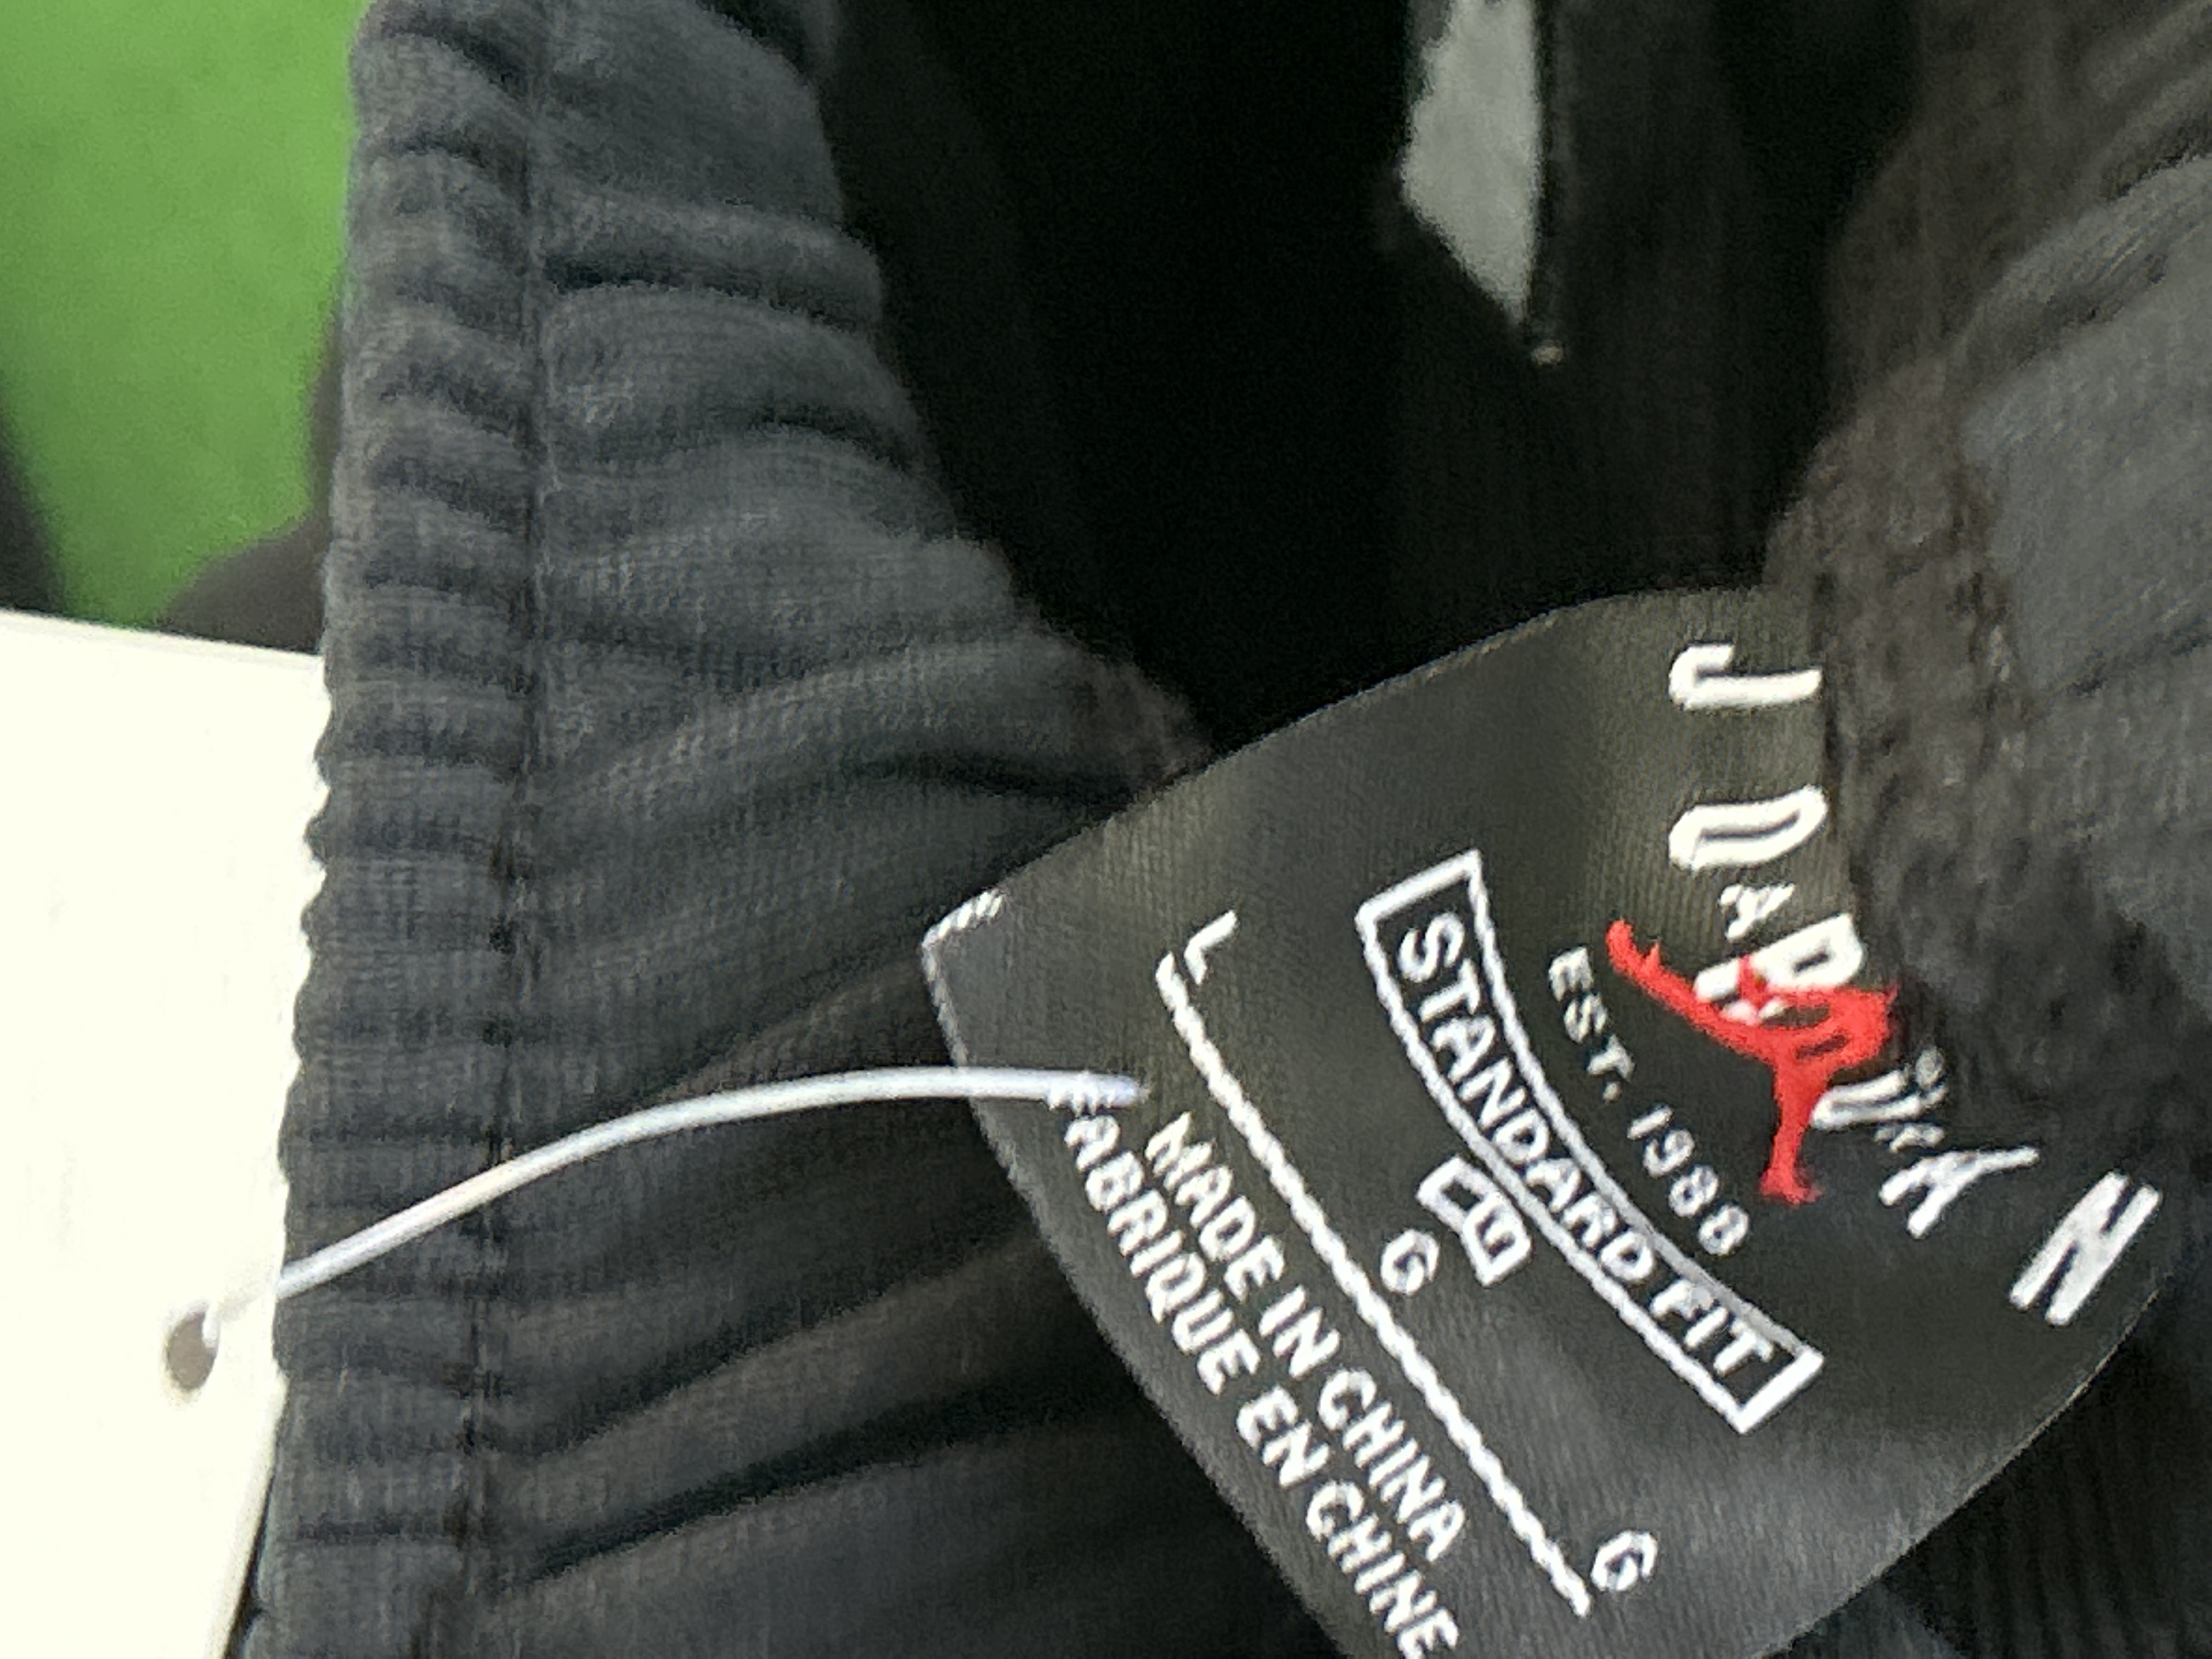 JORDAN
EST. 1988
STANDARD FIT
L G G
MADE IN CHINA
FABRIQUE EN CHINE